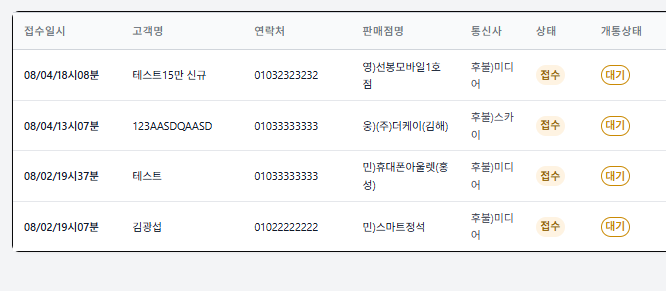 접수일시 고객명 연락처 판매점명 통신사 상태 개통상태
08/04/18시08분 테스트15만 신규 01032323232 영)선봉모바일1호점 후불)미디어 접수 대기
08/04/13시07분 123AASDQAASD 01033333333 옹)(주)더케이(김해) 후불)스카이 접수 대기
08/02/19시37분 테스트 01033333333 민)휴대폰아울렛(홍성) 후불)미디어 접수 대기
08/02/19시07분 김광섭 01022222222 민)스마트정석 후불)미디어 접수 대기